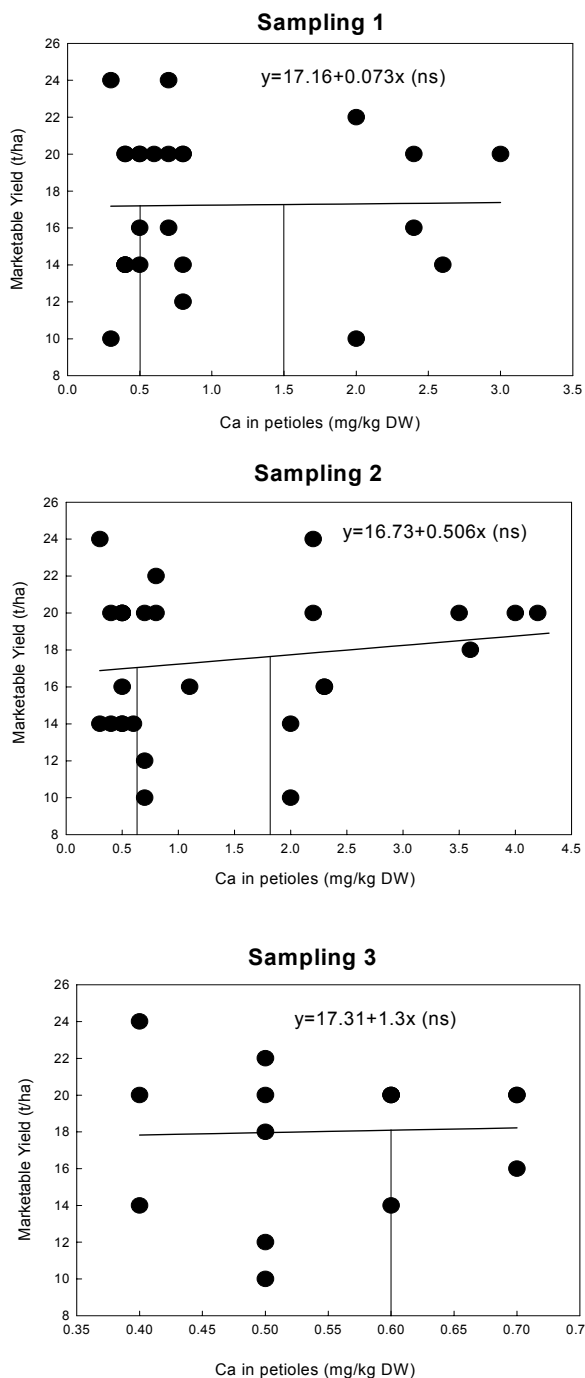 Sampling 1
y=17.16+0.073x (ns)
Marketable Yield (t/ha)
26
24
22
20
18
16
14
12
10
8
0.0 0.5 1.0 1.5 2.0 2.5 3.0 3.5
Ca in petioles (mg/kg DW)
Sampling 2
y=16.73+0.506x (ns)
Marketable Yield (t/ha)
26
24
22
20
18
16
14
12
10
8
0.0 0.5 1.0 1.5 2.0 2.5 3.0 3.5 4.0 4.5
Ca in petioles (mg/kg DW)
Sampling 3
y=17.31+1.3x (ns)
Marketable Yield (t/ha)
26
24
22
20
18
16
14
12
10
8
0.35 0.40 0.45 0.50 0.55 0.60 0.65 0.70 0.7
Ca in petioles (mg/kg DW)